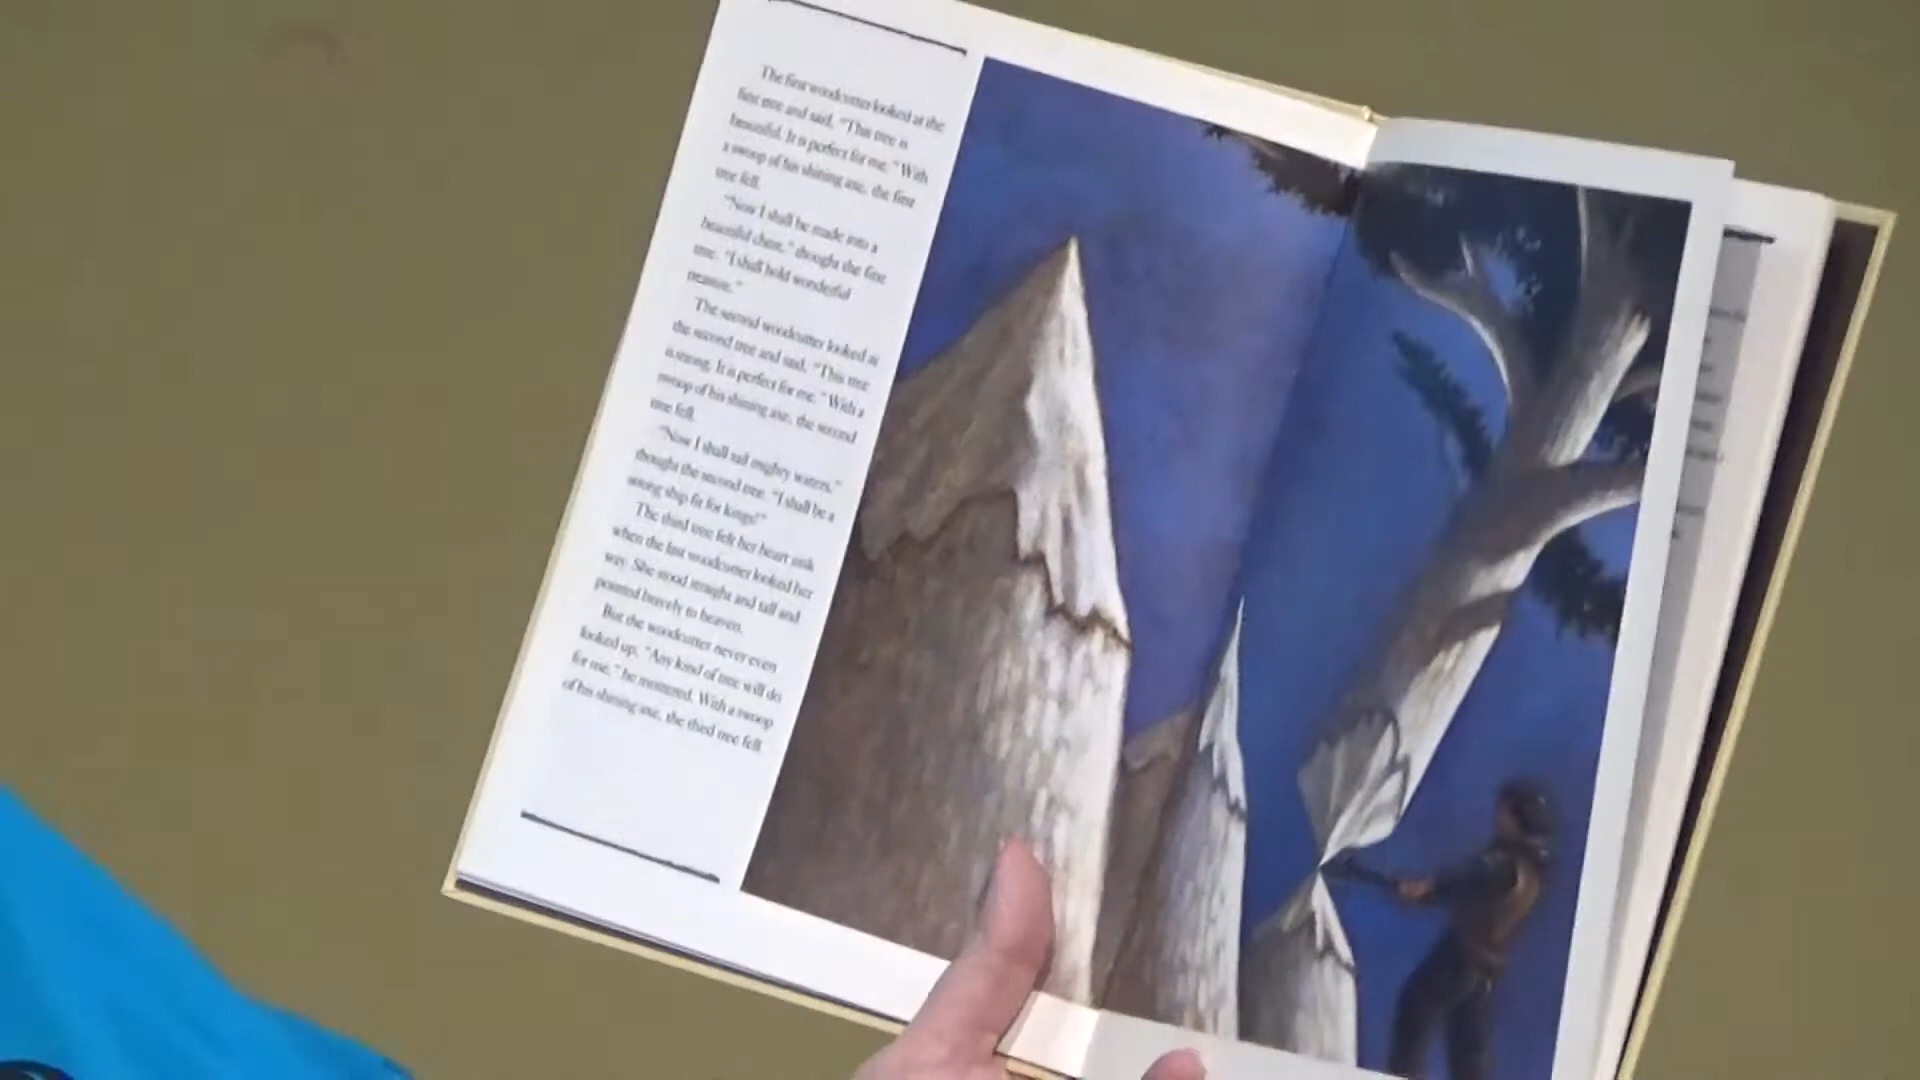 The first woodcutter looked at the
first tree and said, "This tree is
beautiful. It is perfect for me." With
a swoop of his shining axe, the first
tree fell.
"Now I shall be made into a
beautiful chest," thought the first
tree. "I shall hold wonderful
treasure."
The second woodcutter looked at
the second tree and said, "This tree
is strong. It is perfect for me." With a
swoop of his shining axe, the second
tree fell.
"Now I shall sail mighty waters,"
thought the second tree. "I shall be a
strong ship fit for kings!"
The third tree felt her heart sink
when the last woodcutter looked her
way. She stood straight and tall and
pointed bravely to heaven.
But the woodcutter never even
looked up. "Any kind of tree will do
for me," he muttered. With a swoop
of his shining axe, the third tree fell.